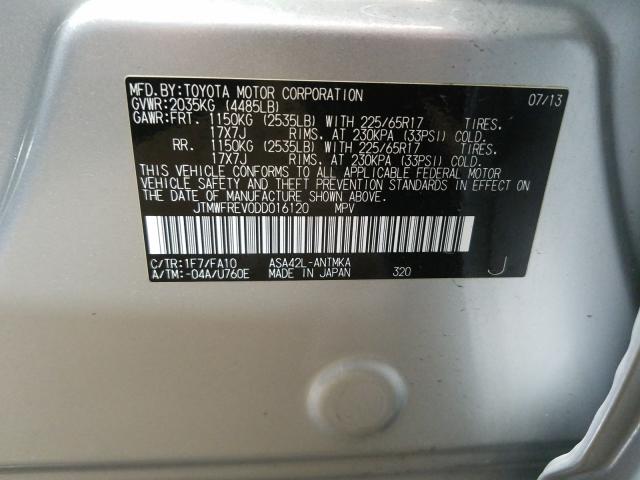 MFD.BY:TOYOTA MOTOR CORPORATION 07/13
GVWR:2035KG (4485LB)
GAWR:FRT. 1150KG (2535LB) WITH 225/65R17 TIRES.
17X7J RIMS. AT 230KPA (33PSI) COLD.
RR. 1150KG (2535LB) WITH 225/65R17 TIRES.
17X7J RIMS. AT 230KPA (33PSI) COLD.
THIS VEHICLE CONFORMS TO ALL APPLICABLE FEDERAL MOTOR
VEHICLE SAFETY AND THEFT PREVENTION STANDARDS IN EFFECT ON
THE DATE OF MANUFACTURE SHOWN ABOVE.
JTMWFREV0DD016120 MPV
C/TR:1F7/FA10 ASA42L-ANTMKA
A/TM:-04A/U760E MADE IN JAPAN 320 J